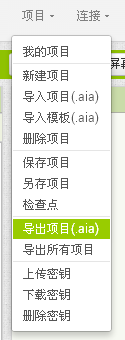 项目 连接
屏幕
我的项目
新建项目
导入项目(.aia)
导入模板(.aia)
删除项目
保存项目
另存项目
检查点
导出项目(.aia)
导出所有项目
上传密钥
下载密钥
删除密钥